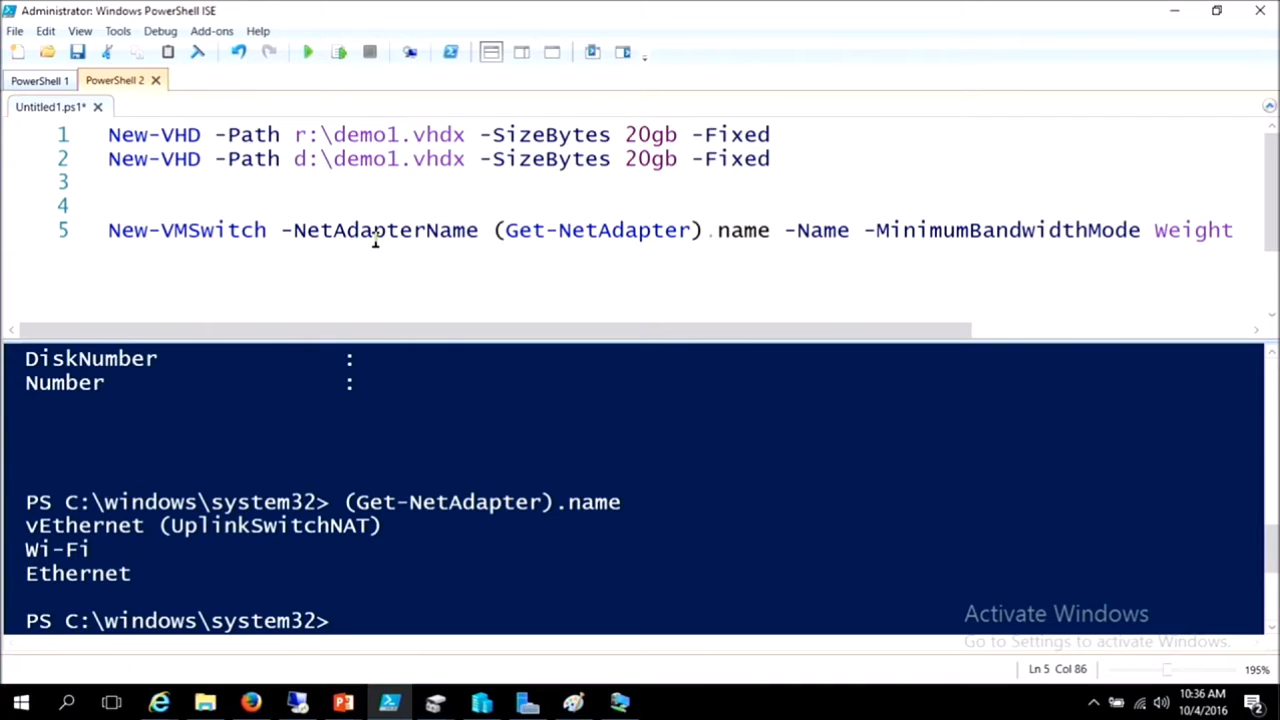 Administrator: Windows PowerShell ISE
File Edit View Tools Debug Add-ons Help
PowerShell 1 PowerShell 2
Untitled1.ps1*
1 New-VHD -Path r:\demo1.vhdx -SizeBytes 20gb -Fixed
2 New-VHD -Path d:\demo1.vhdx -SizeBytes 20gb -Fixed
3
4
5 New-VMSwitch -NetAdapterName (Get-NetAdapter).name -Name -MinimumBandwidthMode Weight
DiskNumber :
Number :
PS C:\windows\system32> (Get-NetAdapter).name
vEthernet (UplinkSwitchNAT)
Wi-Fi
Ethernet
PS C:\windows\system32>
Activate Windows
Go to Settings to activate Windows.
Ln 5 Col 86 195%
10:36 AM
10/4/2016
2